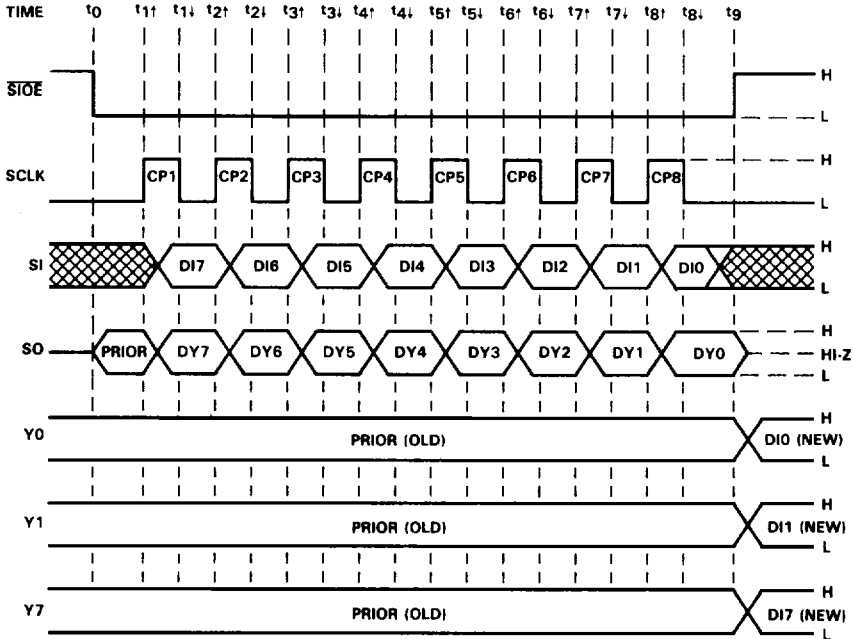 TIME t0 t1↑ t1↓ t2↑ t2↓ t3↑ t3↓ t4↑ t4↓ t5↑ t5↓ t6↑ t6↓ t7↑ t7↓ t8↑ t8↓ t9
H
SIOE
L
H
SCLK CP1 CP2 CP3 CP4 CP5 CP6 CP7 CP8
L
H
SI DI7 DI6 DI5 DI4 DI3 DI2 DI1 DI0
L
H
SO PRIOR DY7 DY6 DY5 DY4 DY3 DY2 DY1 DY0 HI-Z
L
H
Y0 PRIOR (OLD) DI0 (NEW)
L
H
Y1 PRIOR (OLD) DI1 (NEW)
L
H
Y7 PRIOR (OLD) DI7 (NEW)
L